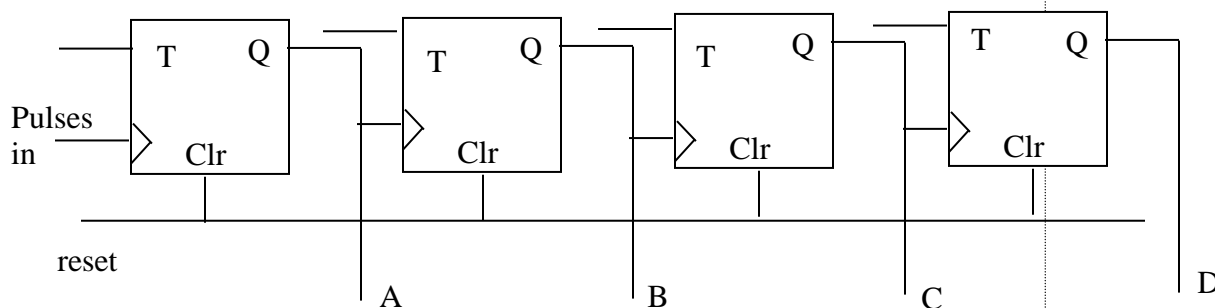 T Q T Q T Q T Q
Pulses
in
Clr Clr Clr Clr
reset
A B C D